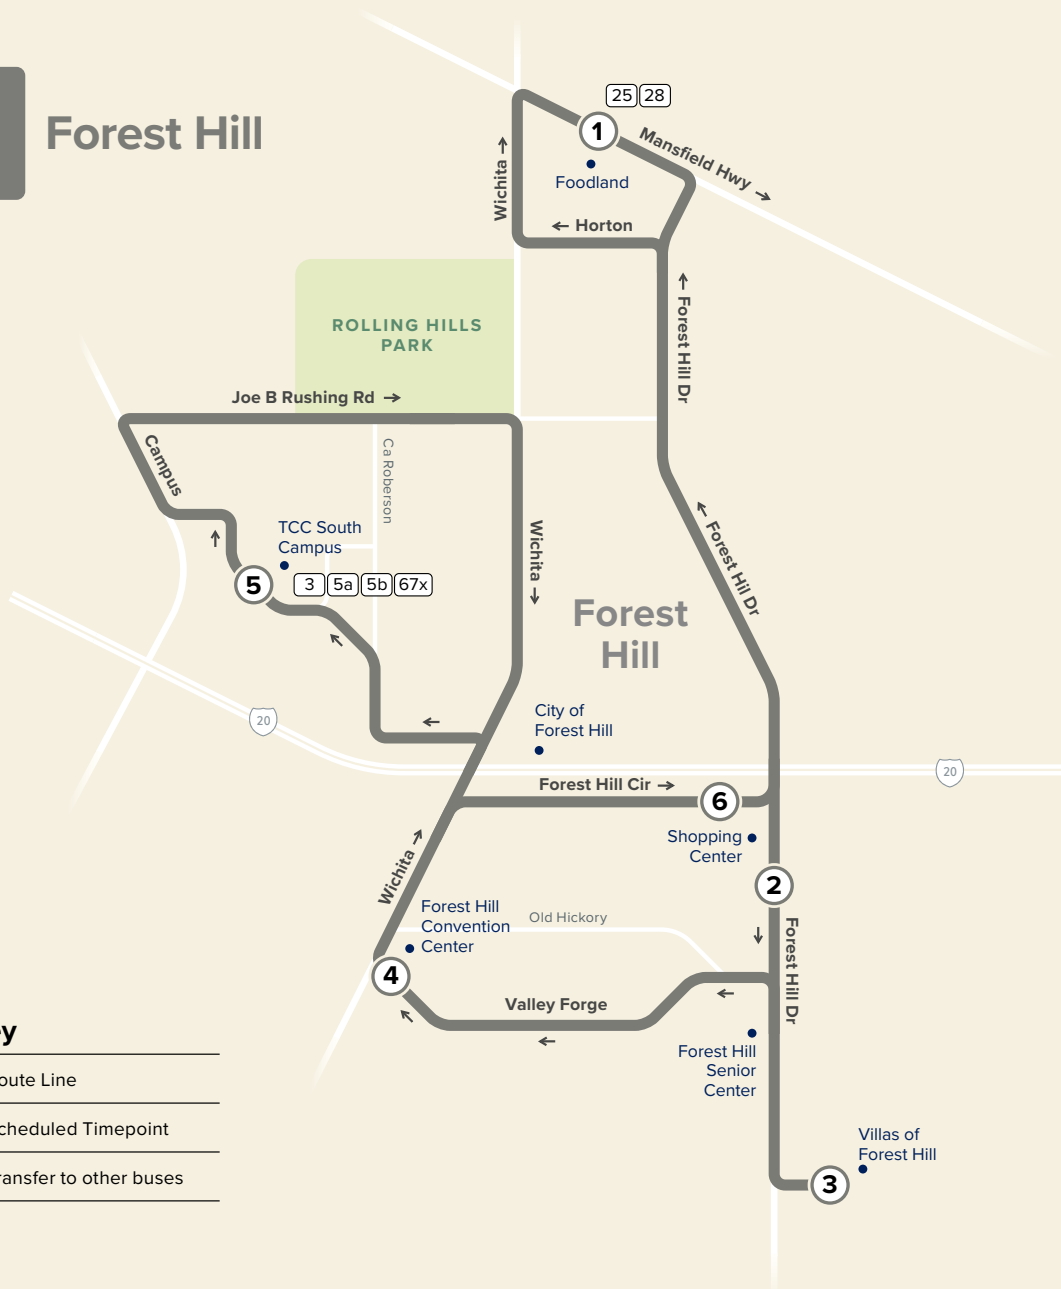 25 28
1
Forest Hill
Mansfield Hwy →
Wichita →
Foodland
← Horton
ROLLING HILLS
PARK
← Forest Hill Dr
Joe B Rushing Rd →
Campus
Ca Roberson
TCC South
Campus
5
3 5a 5b 67x
Wichita →
← Forest Hil Dr
Forest
Hill
20
City of
Forest Hill
20
Forest Hill Cir →
6
Shopping
Center
Wichita →
2
Forest Hill
Convention
Center
Old Hickory
Forest Hill Dr
4
Valley Forge
ey
Forest Hill
Senior
Center
oute Line
cheduled Timepoint
Villas of
Forest Hill
ransfer to other buses
3